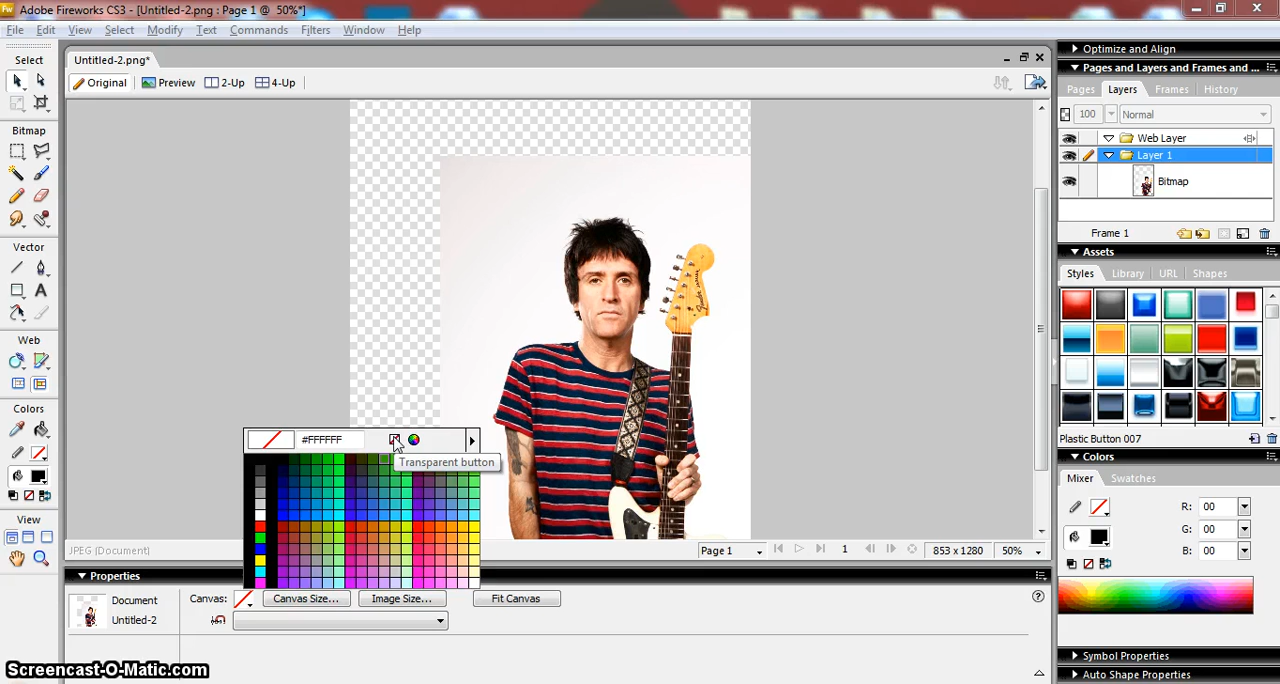 Fw Adobe Fireworks CS3 - [Untitled-2.png : Page 1 @ 50%*]
File Edit View Select Modify Text Commands Filters Window Help
Select
Bitmap
Vector
Web
Colors
View
Untitled-2.png*
Original Preview 2-Up 4-Up
Fender
#FFFFFF
Transparent button
JPEG (Document)
Page 1 1 853 x 1280 50%
Properties
Document
Untitled-2
Canvas: Canvas Size... Image Size... Fit Canvas
Optimize and Align
Pages and Layers and Frames and ...
Pages Layers Frames History
100 Normal
Web Layer
Layer 1
Bitmap
Frame 1
Assets
Styles Library URL Shapes
Plastic Button 007
Colors
Mixer Swatches
R: 00
G: 00
B: 00
Symbol Properties
Auto Shape Properties
Screencast-O-Matic.com